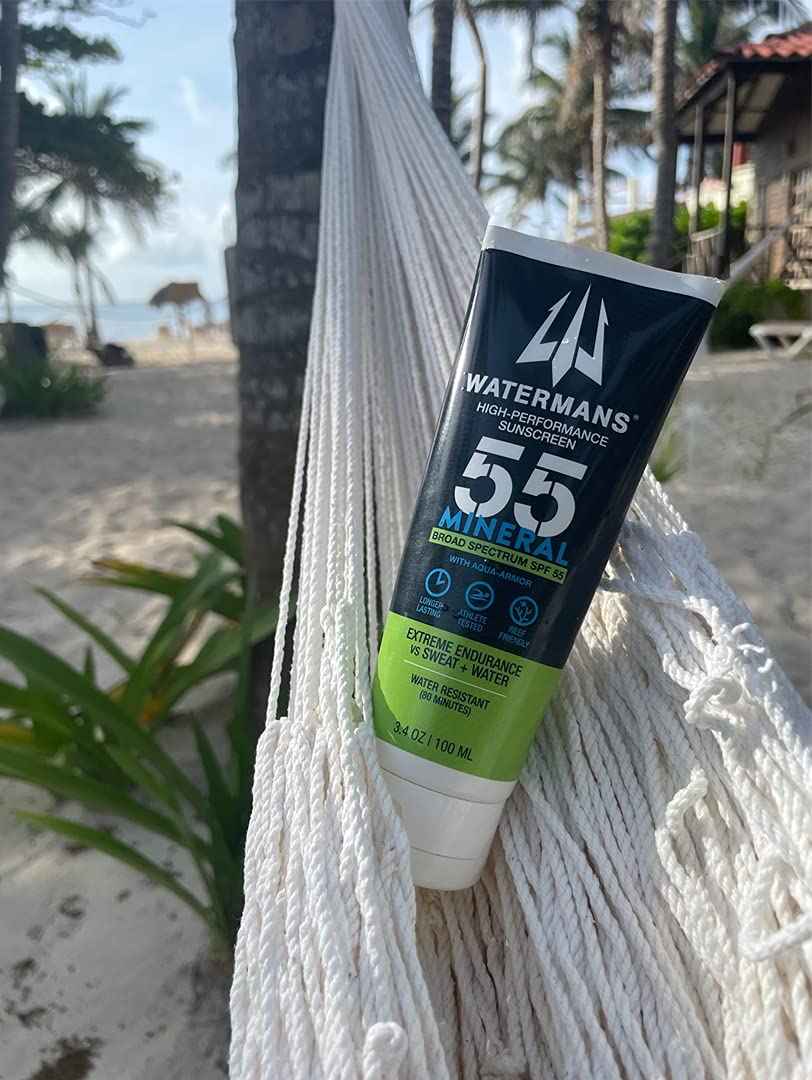 WATERMANS®
HIGH-PERFORMANCE
SUNSCREEN
55
MINERAL
BROAD SPECTRUM SPF 55
WITH AQUA-ARMOR
LONGER LASTING
ATHLETE TESTED
REEF FRIENDLY
EXTREME ENDURANCE
vs SWEAT + WATER
WATER RESISTANT
(80 MINUTES)
3.4 OZ | 100 ML